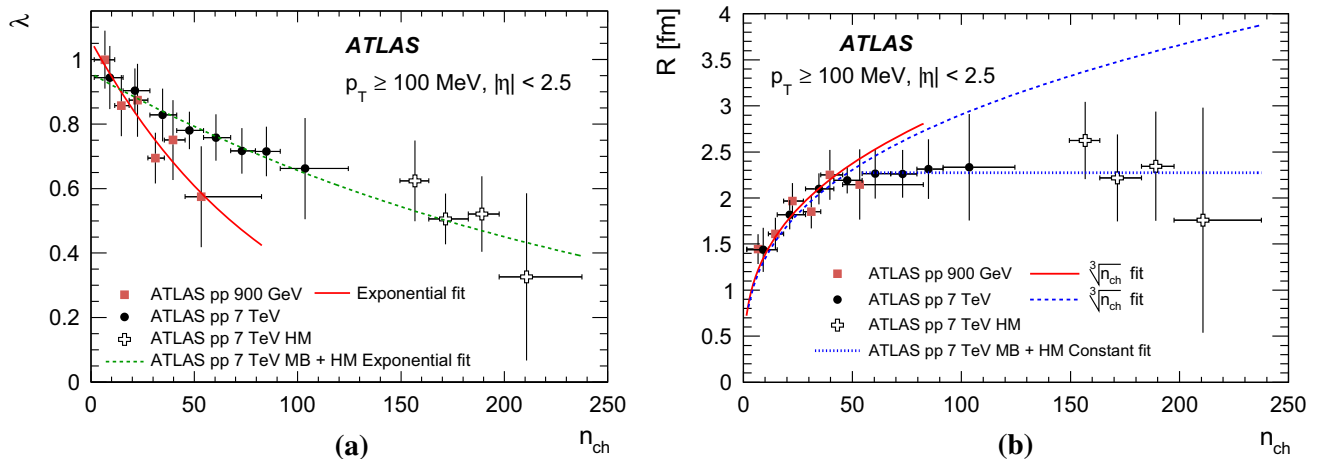 λ
ATLAS
p_T ≥ 100 MeV, |η| < 2.5
1
0.8
0.6
0.4
0.2
0
ATLAS pp 900 GeV
Exponential fit
ATLAS pp 7 TeV
ATLAS pp 7 TeV HM
ATLAS pp 7 TeV MB + HM Exponential fit
0 50 100 150 200 250
n_ch
(a)
R [fm]
ATLAS
p_T ≥ 100 MeV, |η| < 2.5
4
3.5
3
2.5
2
1.5
1
0.5
0
ATLAS pp 900 GeV
∛n_ch fit
ATLAS pp 7 TeV
∛n_ch fit
ATLAS pp 7 TeV HM
ATLAS pp 7 TeV MB + HM Constant fit
0 50 100 150 200 250
n_ch
(b)